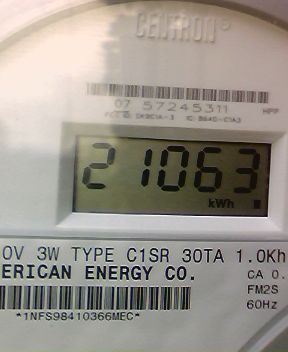 CENTRON®
07 57245311 HPP
21063
kWh
0V 3W TYPE C1SR 30TA 1.0Kh
ERICAN ENERGY CO.
CA 0.
FM2S
60Hz
*1NFS98410366MEC*